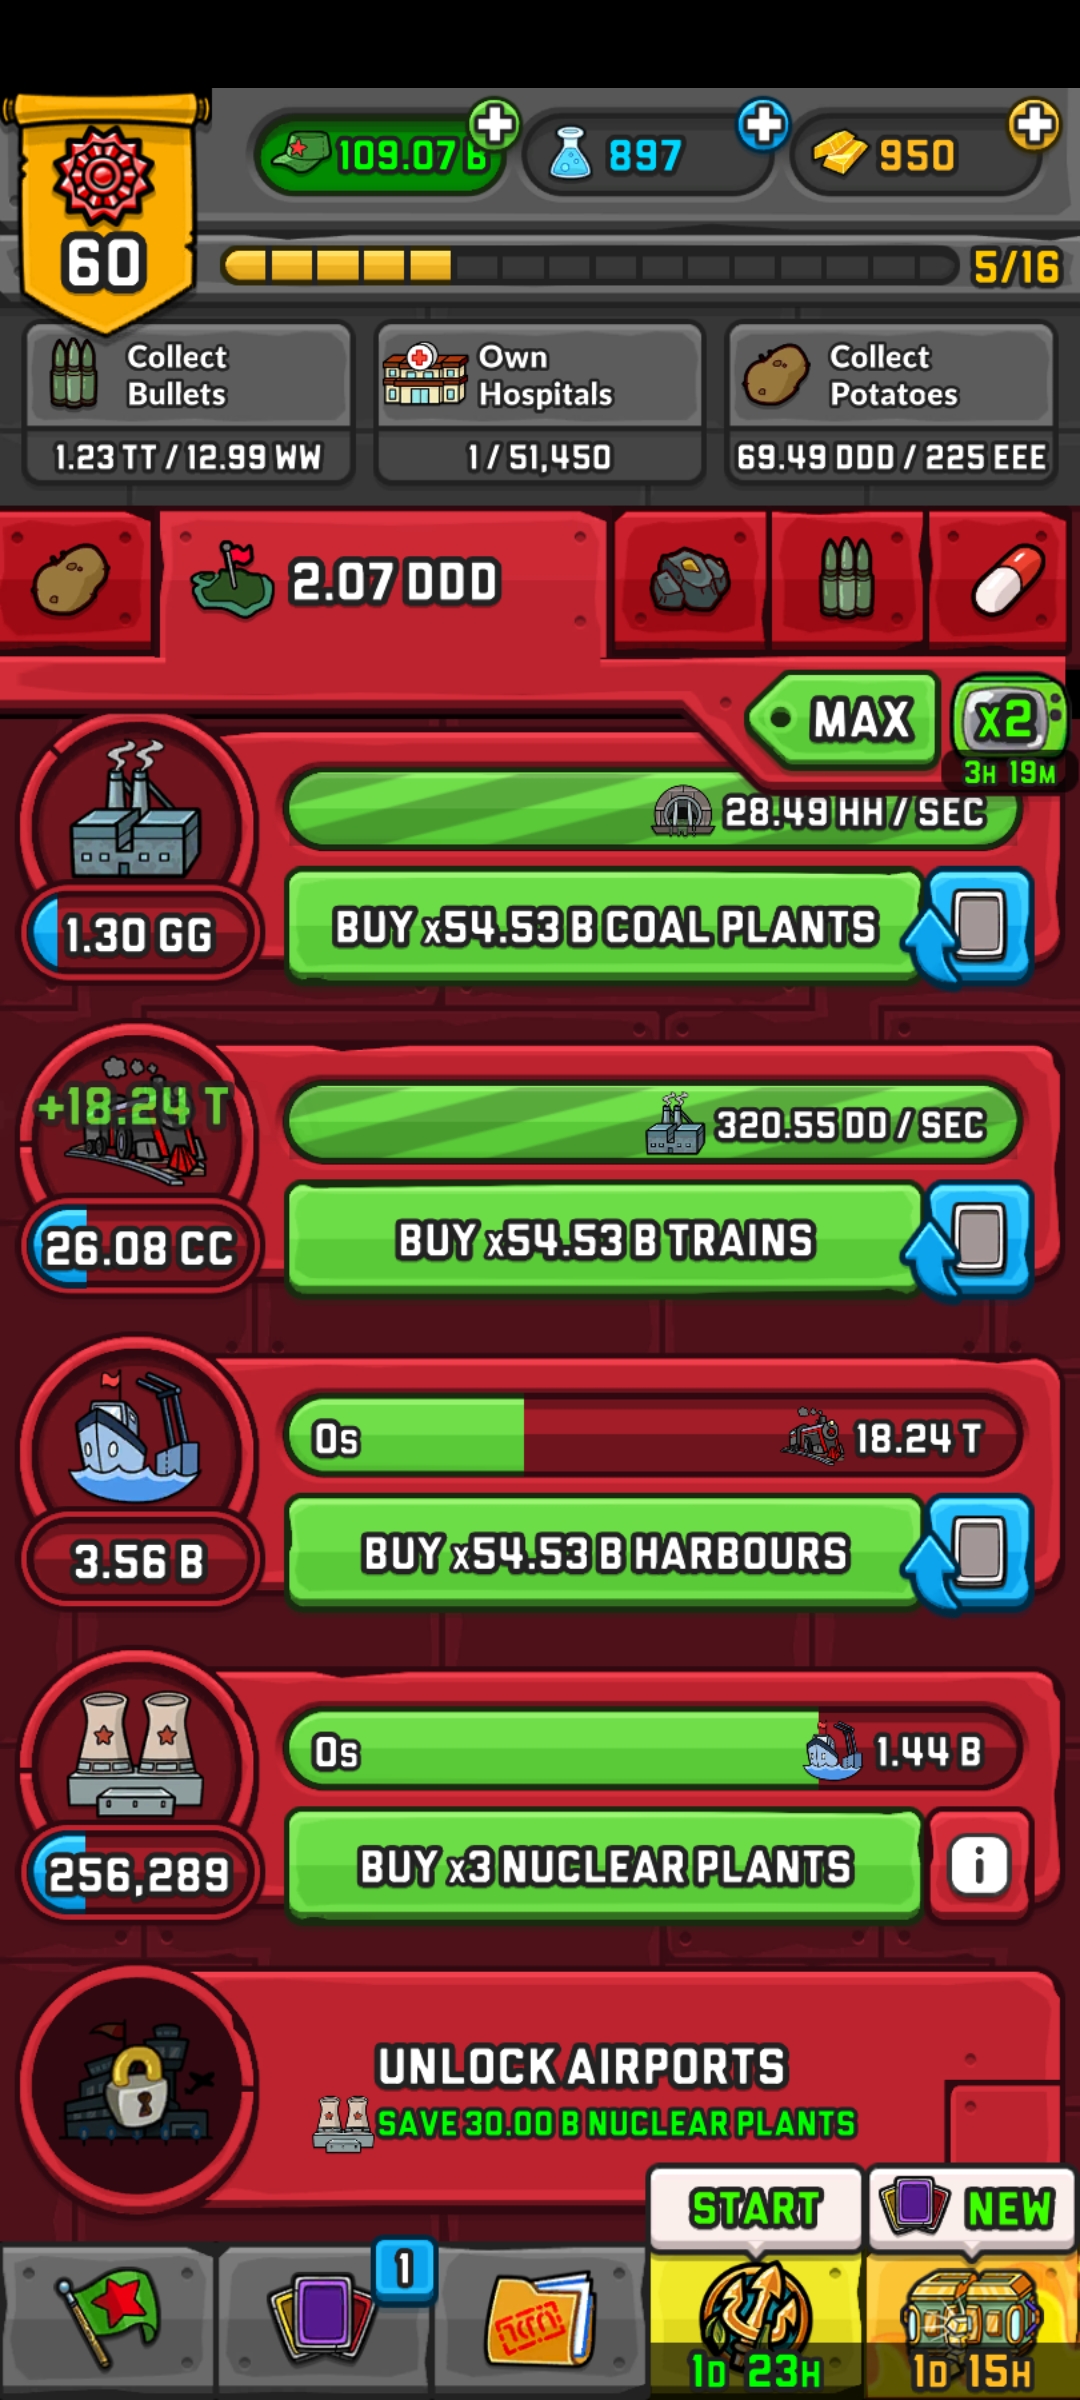 109.07 B
897
950
60
5/16
Collect
Bullets
1.23 TT / 12.99 WW
Own
Hospitals
1 / 51,450
Collect
Potatoes
69.49 DDD / 225 EEE
2.07 DDD
MAX
x2
3H 19M
28.49 HH / SEC
1.30 GG
BUY x54.53 B COAL PLANTS
+18.24 T
320.55 DD / SEC
26.08 CC
BUY x54.53 B TRAINS
0s
18.24 T
3.56 B
BUY x54.53 B HARBOURS
0s
1.44 B
256,289
BUY x3 NUCLEAR PLANTS
i
UNLOCK AIRPORTS
SAVE 30.00 B NUCLEAR PLANTS
START
NEW
1
1D 23H
1D 15H